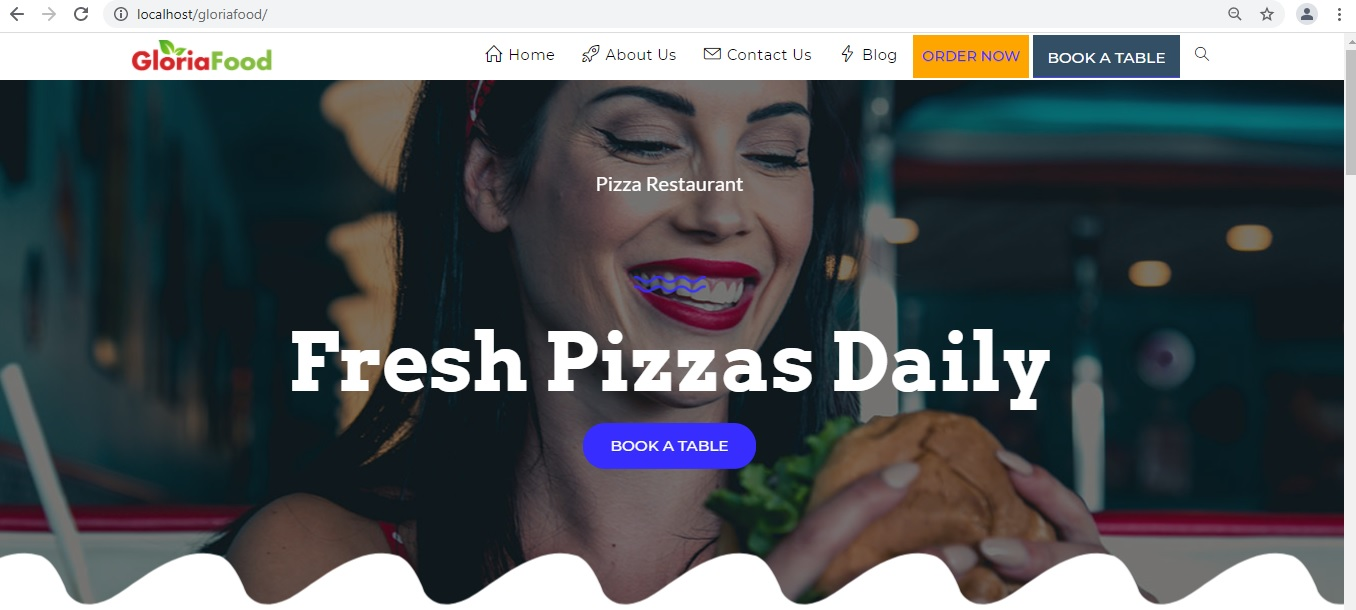 localhost/gloriafood/
GloriaFood
Home About Us Contact Us Blog ORDER NOW BOOK A TABLE
Pizza Restaurant
Fresh Pizzas Daily
BOOK A TABLE